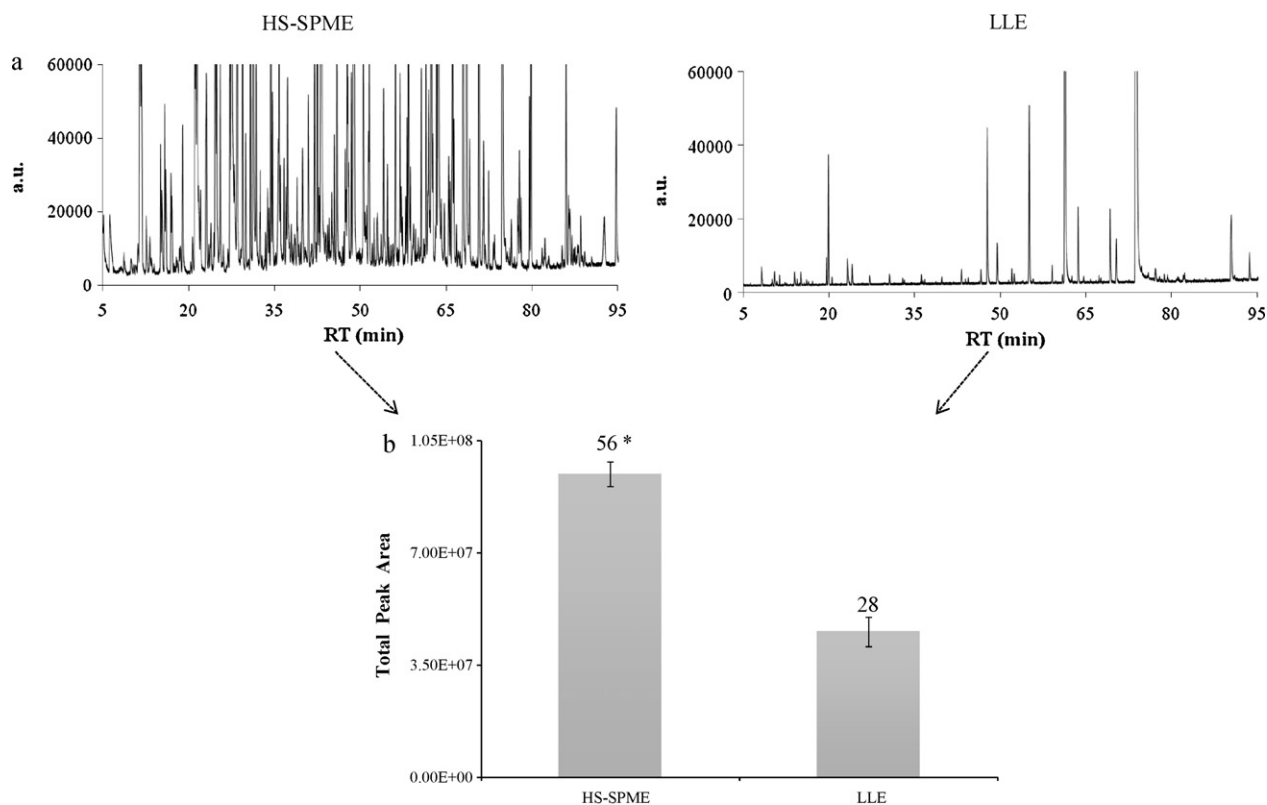 HS-SPME
LLE
a
60000
40000
20000
0
a.u.
5 20 35 50 65 80 95
RT (min)
60000
40000
20000
0
a.u.
5 20 35 50 65 80 95
RT (min)
b
1.05E+08
7.00E+07
3.50E+07
0.00E+00
Total Peak Area
56 *
28
HS-SPME
LLE